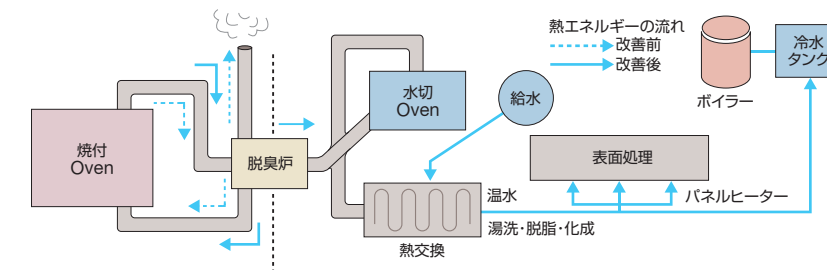 熱エネルギーの流れ
改善前
改善後
ボイラー
冷水
タンク
水切
Oven
給水
焼付
Oven
脱臭炉
表面処理
温水
パネルヒーター
湯洗・脱脂・化成
熱交換